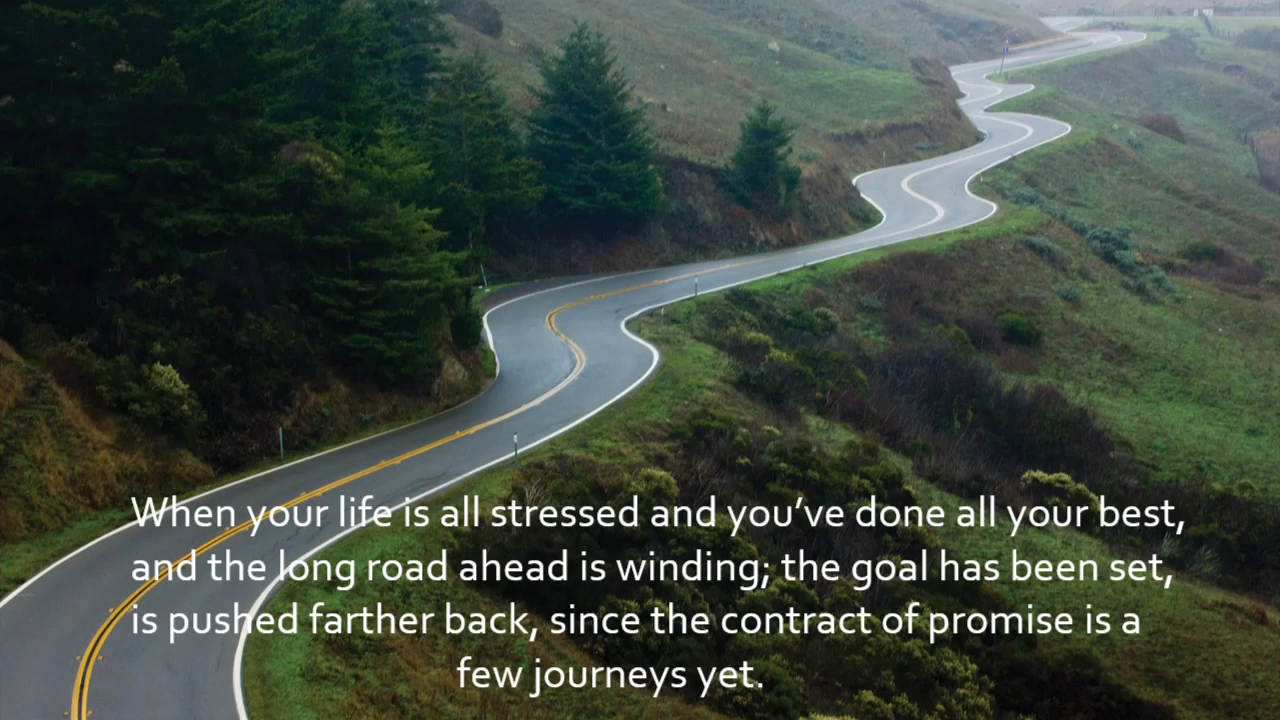 When your life is all stressed and you’ve done all your best,
and the long road ahead is winding; the goal has been set,
is pushed farther back, since the contract of promise is a
few journeys yet.